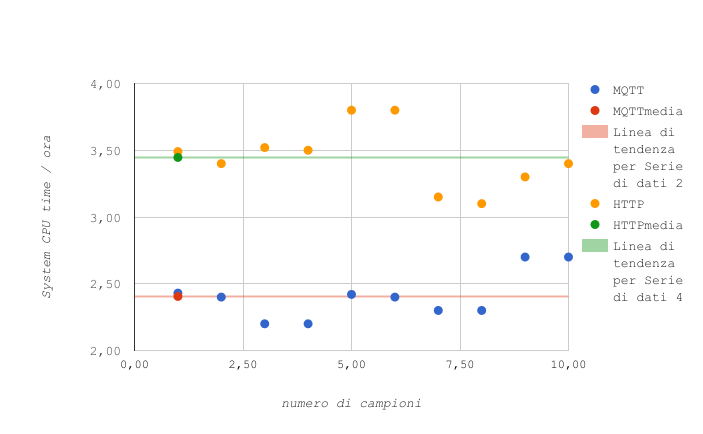 4,00
3,50
3,00
2,50
2,00
System CPU time / ora
0,00
2,50
5,00
7,50
10,00
numero di campioni
MQTT
MQTTmedia
Linea di
tendenza
per Serie
di dati 2
HTTP
HTTPmedia
Linea di
tendenza
per Serie
di dati 4